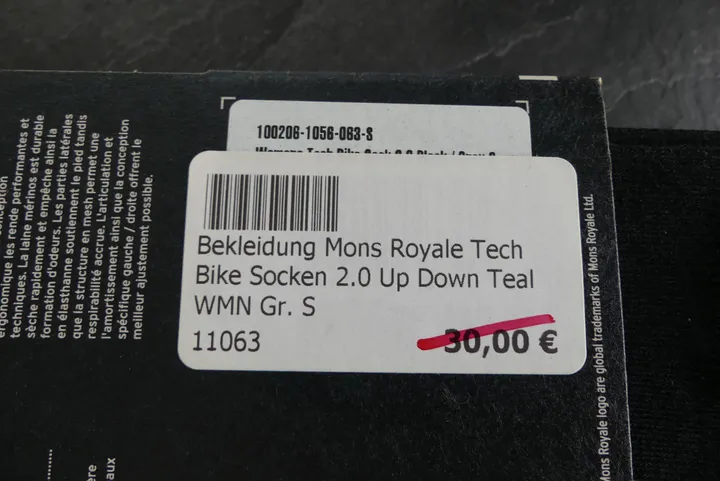 ergonomique les rende performantes et
techniques. La laine mérinos est durable
sèche rapidement et empêche ainsi la
formation d'odeurs. Les parties latérales
en élasthanne soutiennent le pied tandis
que la structure en mesh permet une
respirabilité accrue. L'articulation et
l'amortissement ainsi que la conception
spécifique gauche / droite offrent le
meilleur ajustement possible.
100206-1056-063-S
Bekleidung Mons Royale Tech
Bike Socken 2.0 Up Down Teal
WMN Gr. S
11063
30,00 €
Mons Royale logo are global trademarks of Mons Royale Ltd.